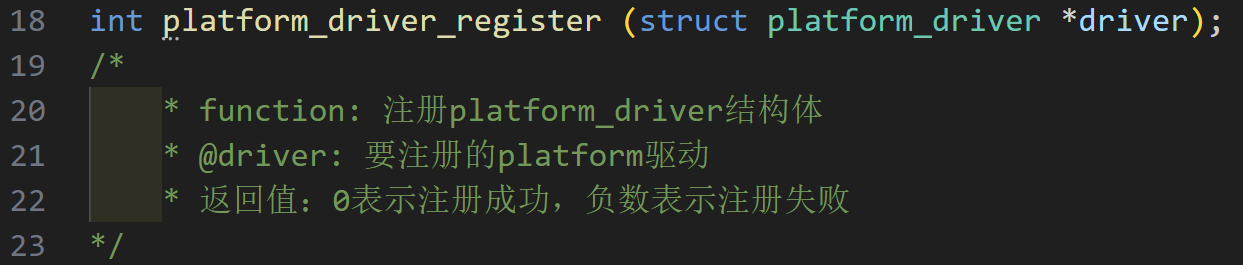 18 int platform_driver_register (struct platform_driver *driver);
19 /*
20 * function: 注册platform_driver结构体
21 * @driver: 要注册的platform驱动
22 * 返回值：0表示注册成功，负数表示注册失败
23 */